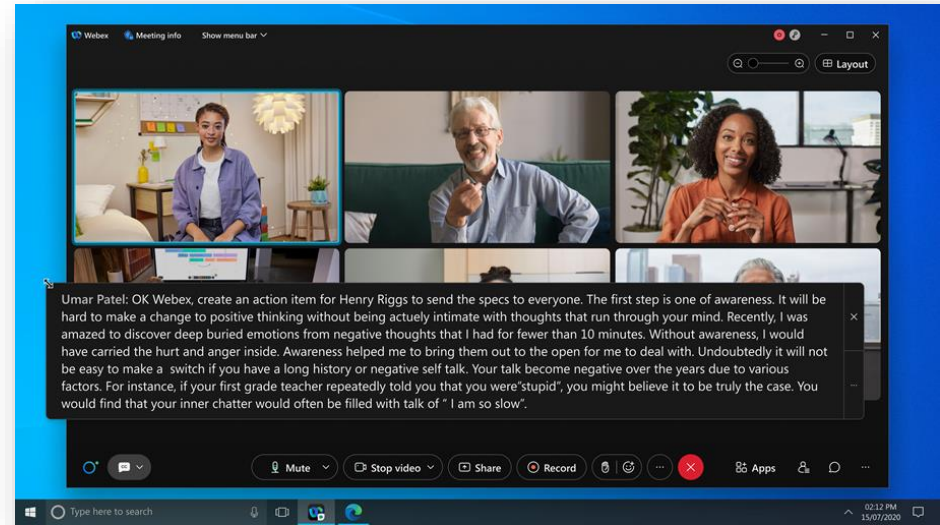 Webex Meeting info Show menu bar
Layout
Umar Patel: OK Webex, create an action item for Henry Riggs to send the specs to everyone. The first step is one of awareness. It will be
hard to make a change to positive thinking without being actuely intimate with thoughts that run through your mind. Recently, I was
amazed to discover deep buried emotions from negative thoughts that I had for fewer than 10 minutes. Without awareness, I would
have carried the hurt and anger inside. Awareness helped me to bring them out to the open for me to deal with. Undoubtedly it will not
be easy to make a switch if you have a long history or negative self talk. Your talk become negative over the years due to various
factors. For instance, if your first grade teacher repeatedly told you that you were"stupid", you might believe it to be truly the case. You
would find that your inner chatter would often be filled with talk of " I am so slow".
CC Mute Stop video Share Record Apps
Type here to search 02:12 PM
15/07/2020